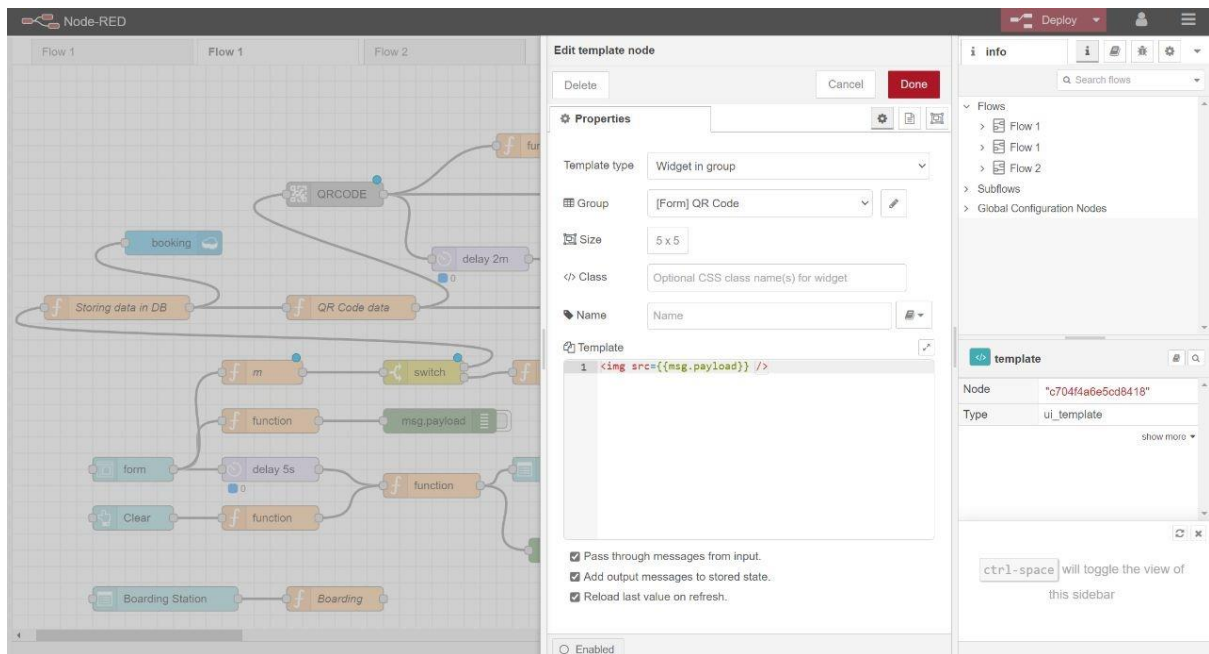 Node-RED
Deploy
Flow 1
Flow 1
Flow 2
fun
QRCODE
booking
delay 2m
0
Storing data in DB
QR Code data
m
switch
function
msg.payload
form
delay 5s
0
function
Clear
function
Boarding Station
Boarding
Edit template node
Delete
Cancel
Done
Properties
Template type
Widget in group
Group
[Form] QR Code
Size
5 x 5
</> Class
Optional CSS class name(s) for widget
Name
Name
Template
1 <img src={{msg.payload}} />
Pass through messages from input.
Add output messages to stored state.
Reload last value on refresh.
Enabled
i info
i
Search flows
Flows
Flow 1
Flow 1
Flow 2
Subflows
Global Configuration Nodes
</> template
Node "c704f4a6e5cd8418"
Type ui_template
show more
ctrl-space will toggle the view of
this sidebar